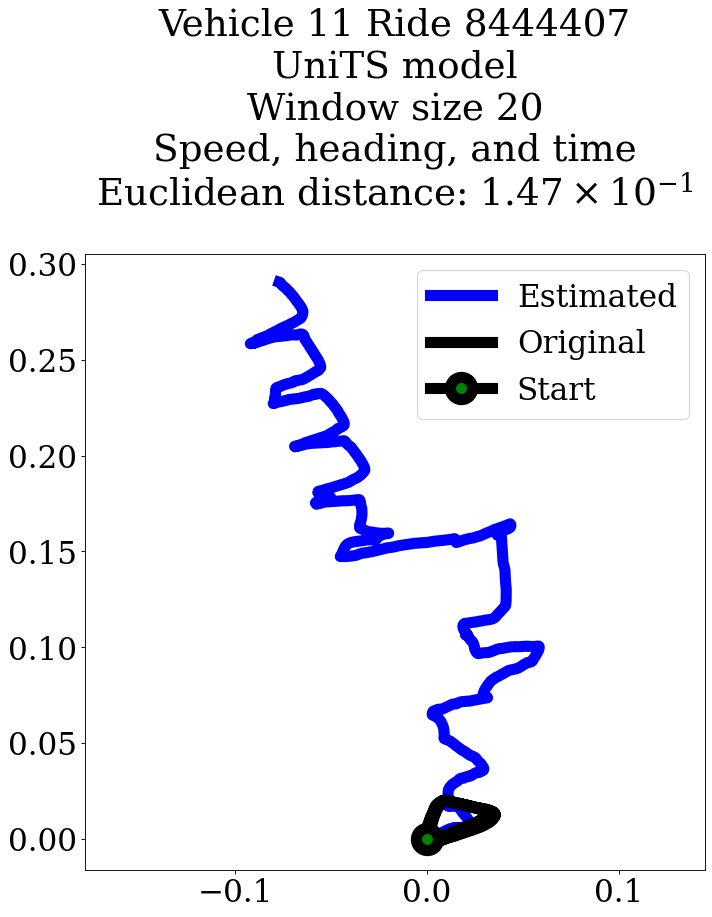 Vehicle 11 Ride 8444407
UniTS model
Window size 20
Speed, heading, and time
Euclidean distance: 1.47 × 10⁻¹
0.30
0.25
0.20
0.15
0.10
0.05
0.00
Estimated
Original
Start
−0.1
0.0
0.1